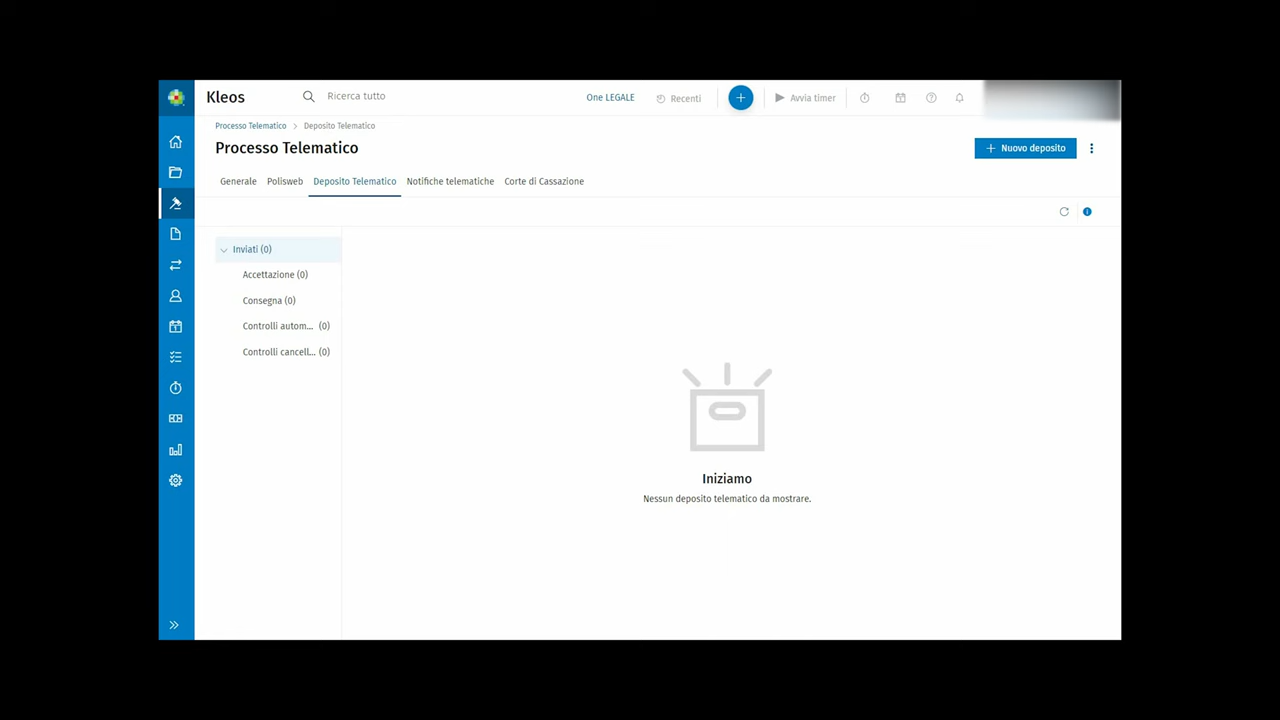 Kleos
Ricerca tutto
One LEGALE
Recenti
Avvia timer
Processo Telematico > Deposito Telematico
Processo Telematico
Nuovo deposito
Generale
Polisweb
Deposito Telematico
Notifiche telematiche
Corte di Cassazione
Inviati (0)
Accettazione (0)
Consegna (0)
Controlli autom... (0)
Controlli cancell... (0)
Iniziamo
Nessun deposito telematico da mostrare.